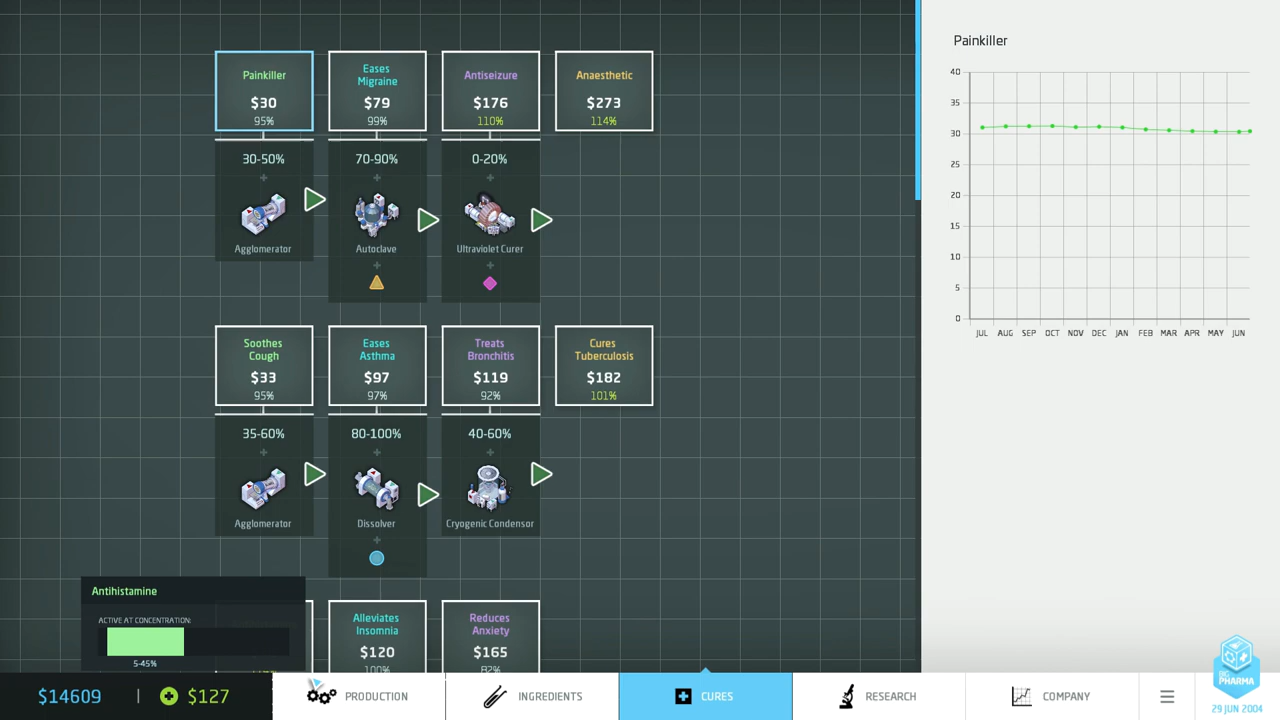 Painkiller
$30
95%
Eases
Migraine
$79
99%
Antiseizure
$176
110%
Anaesthetic
$273
114%
30-50%
+
Agglomerator
70-90%
+
Autoclave
+
0-20%
+
Ultraviolet Curer
+
Soothes
Cough
$33
95%
Eases
Asthma
$97
97%
Treats
Bronchitis
$119
92%
Cures
Tuberculosis
$182
101%
35-60%
+
Agglomerator
80-100%
+
Dissolver
+
40-60%
+
Cryogenic Condensor
Antihistamine
ACTIVE AT CONCENTRATION:
5-45%
Alleviates
Insomnia
$120
100%
Reduces
Anxiety
$165
82%
Painkiller
40
35
30
25
20
15
10
5
0
JUL AUG SEP OCT NOV DEC JAN FEB MAR APR MAY JUN
$14609 | $127
PRODUCTION
INGREDIENTS
CURES
RESEARCH
COMPANY
BIG
PHARMA
29 JUN 2004